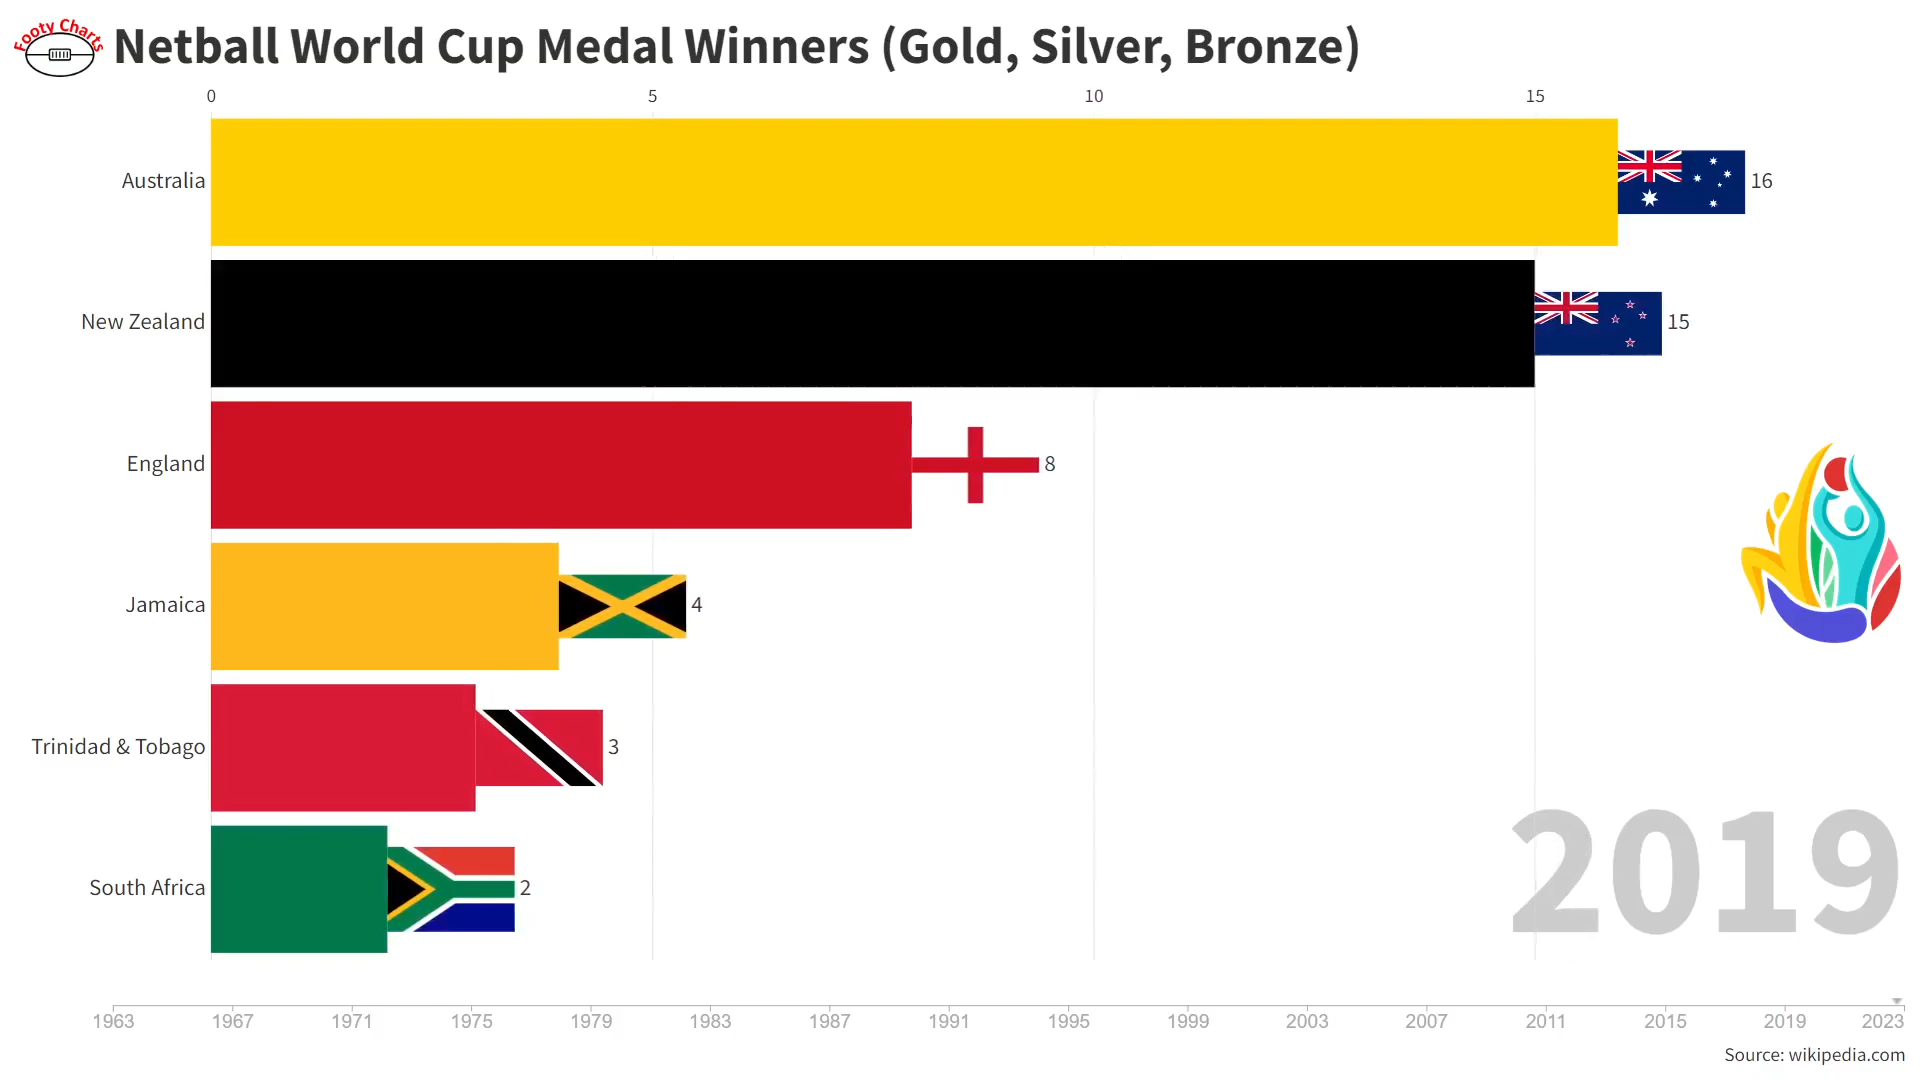 Footy Charts
Netball World Cup Medal Winners (Gold, Silver, Bronze)
0 5 10 15
Australia 16
New Zealand 15
England 8
Jamaica 4
Trinidad & Tobago 3
South Africa 2
2019
1963 1967 1971 1975 1979 1983 1987 1991 1995 1999 2003 2007 2011 2015 2019 2023
Source: wikipedia.com